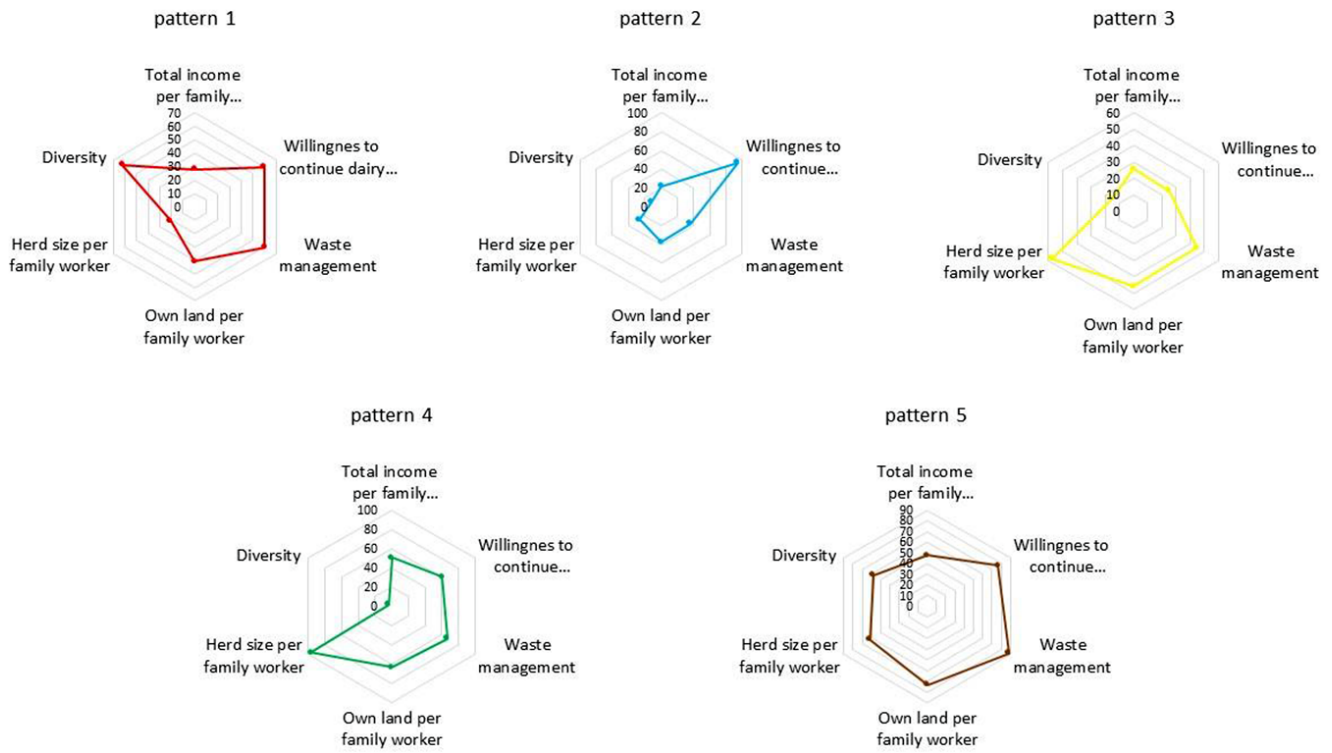 pattern 1
Total income
per family...
70
60
50
40
30
20
10
0
Willingnes to
continue dairy...
Waste
management
Own land per
family worker
Herd size per
family worker
Diversity
pattern 2
Total income
per family...
100
80
60
40
20
0
Willingnes to
continue...
Waste
management
Own land per
family worker
Herd size per
family worker
Diversity
pattern 3
Total income
per family...
60
50
40
30
20
10
0
Willingnes to
continue...
Waste
management
Own land per
family worker
Herd size per
family worker
Diversity
pattern 4
Total income
per family...
100
80
60
40
20
0
Willingnes to
continue...
Waste
management
Own land per
family worker
Herd size per
family worker
Diversity
pattern 5
Total income
per family...
90
80
70
60
50
40
30
20
10
0
Willingnes to
continue...
Waste
management
Own land per
family worker
Herd size per
family worker
Diversity